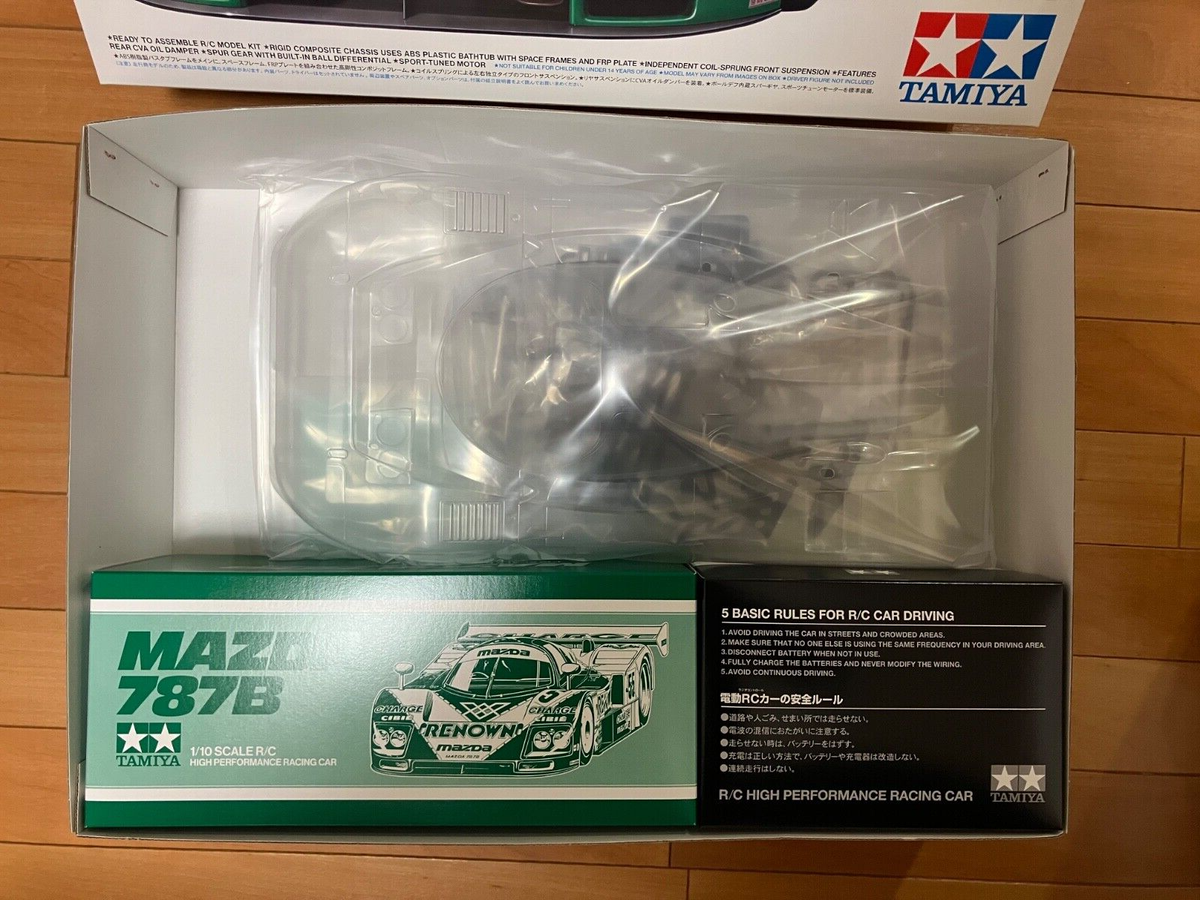 ★READY TO ASSEMBLE R/C MODEL KIT ★RIGID COMPOSITE CHASSIS USES ABS PLASTIC BATHTUB WITH SPACE FRAMES AND FRP PLATE ★INDEPENDENT COIL-SPRUNG FRONT SUSPENSION ★FEATURES
REAR CVA OIL DAMPER ★SPUR GEAR WITH BUILT-IN BALL DIFFERENTIAL ★SPORT-TUNED MOTOR ★NOT SUITABLE FOR CHILDREN UNDER 14 YEARS OF AGE ★MODEL MAY VARY FROM IMAGES ON BOX ★DRIVER FIGURE NOT INCLUDED
TAMIYA
MAZD
787B
TAMIYA
1/10 SCALE R/C
HIGH PERFORMANCE RACING CAR
CHARGE
mazda
CHARGE
CIBIE
55
CHARGE
CIBIE
RENOWN
mazda
MAZDA 787B
5 BASIC RULES FOR R/C CAR DRIVING
1.AVOID DRIVING THE CAR IN STREETS AND CROWDED AREAS.
2.MAKE SURE THAT NO ONE ELSE IS USING THE SAME FREQUENCY IN YOUR DRIVING AREA.
3.DISCONNECT BATTERY WHEN NOT IN USE.
4.FULLY CHARGE THE BATTERIES AND NEVER MODIFY THE WIRING.
5.AVOID CONTINUOUS DRIVING.
電動RCカーの安全ルール
●道路や人ごみ、せまい所では走らせない。
●電波の混信におたがいに注意する。
●走らせない時は、バッテリーをはずす。
●充電は正しい方法で、バッテリーや充電器は改造しない。
●連続走行はしない。
R/C HIGH PERFORMANCE RACING CAR
TAMIYA